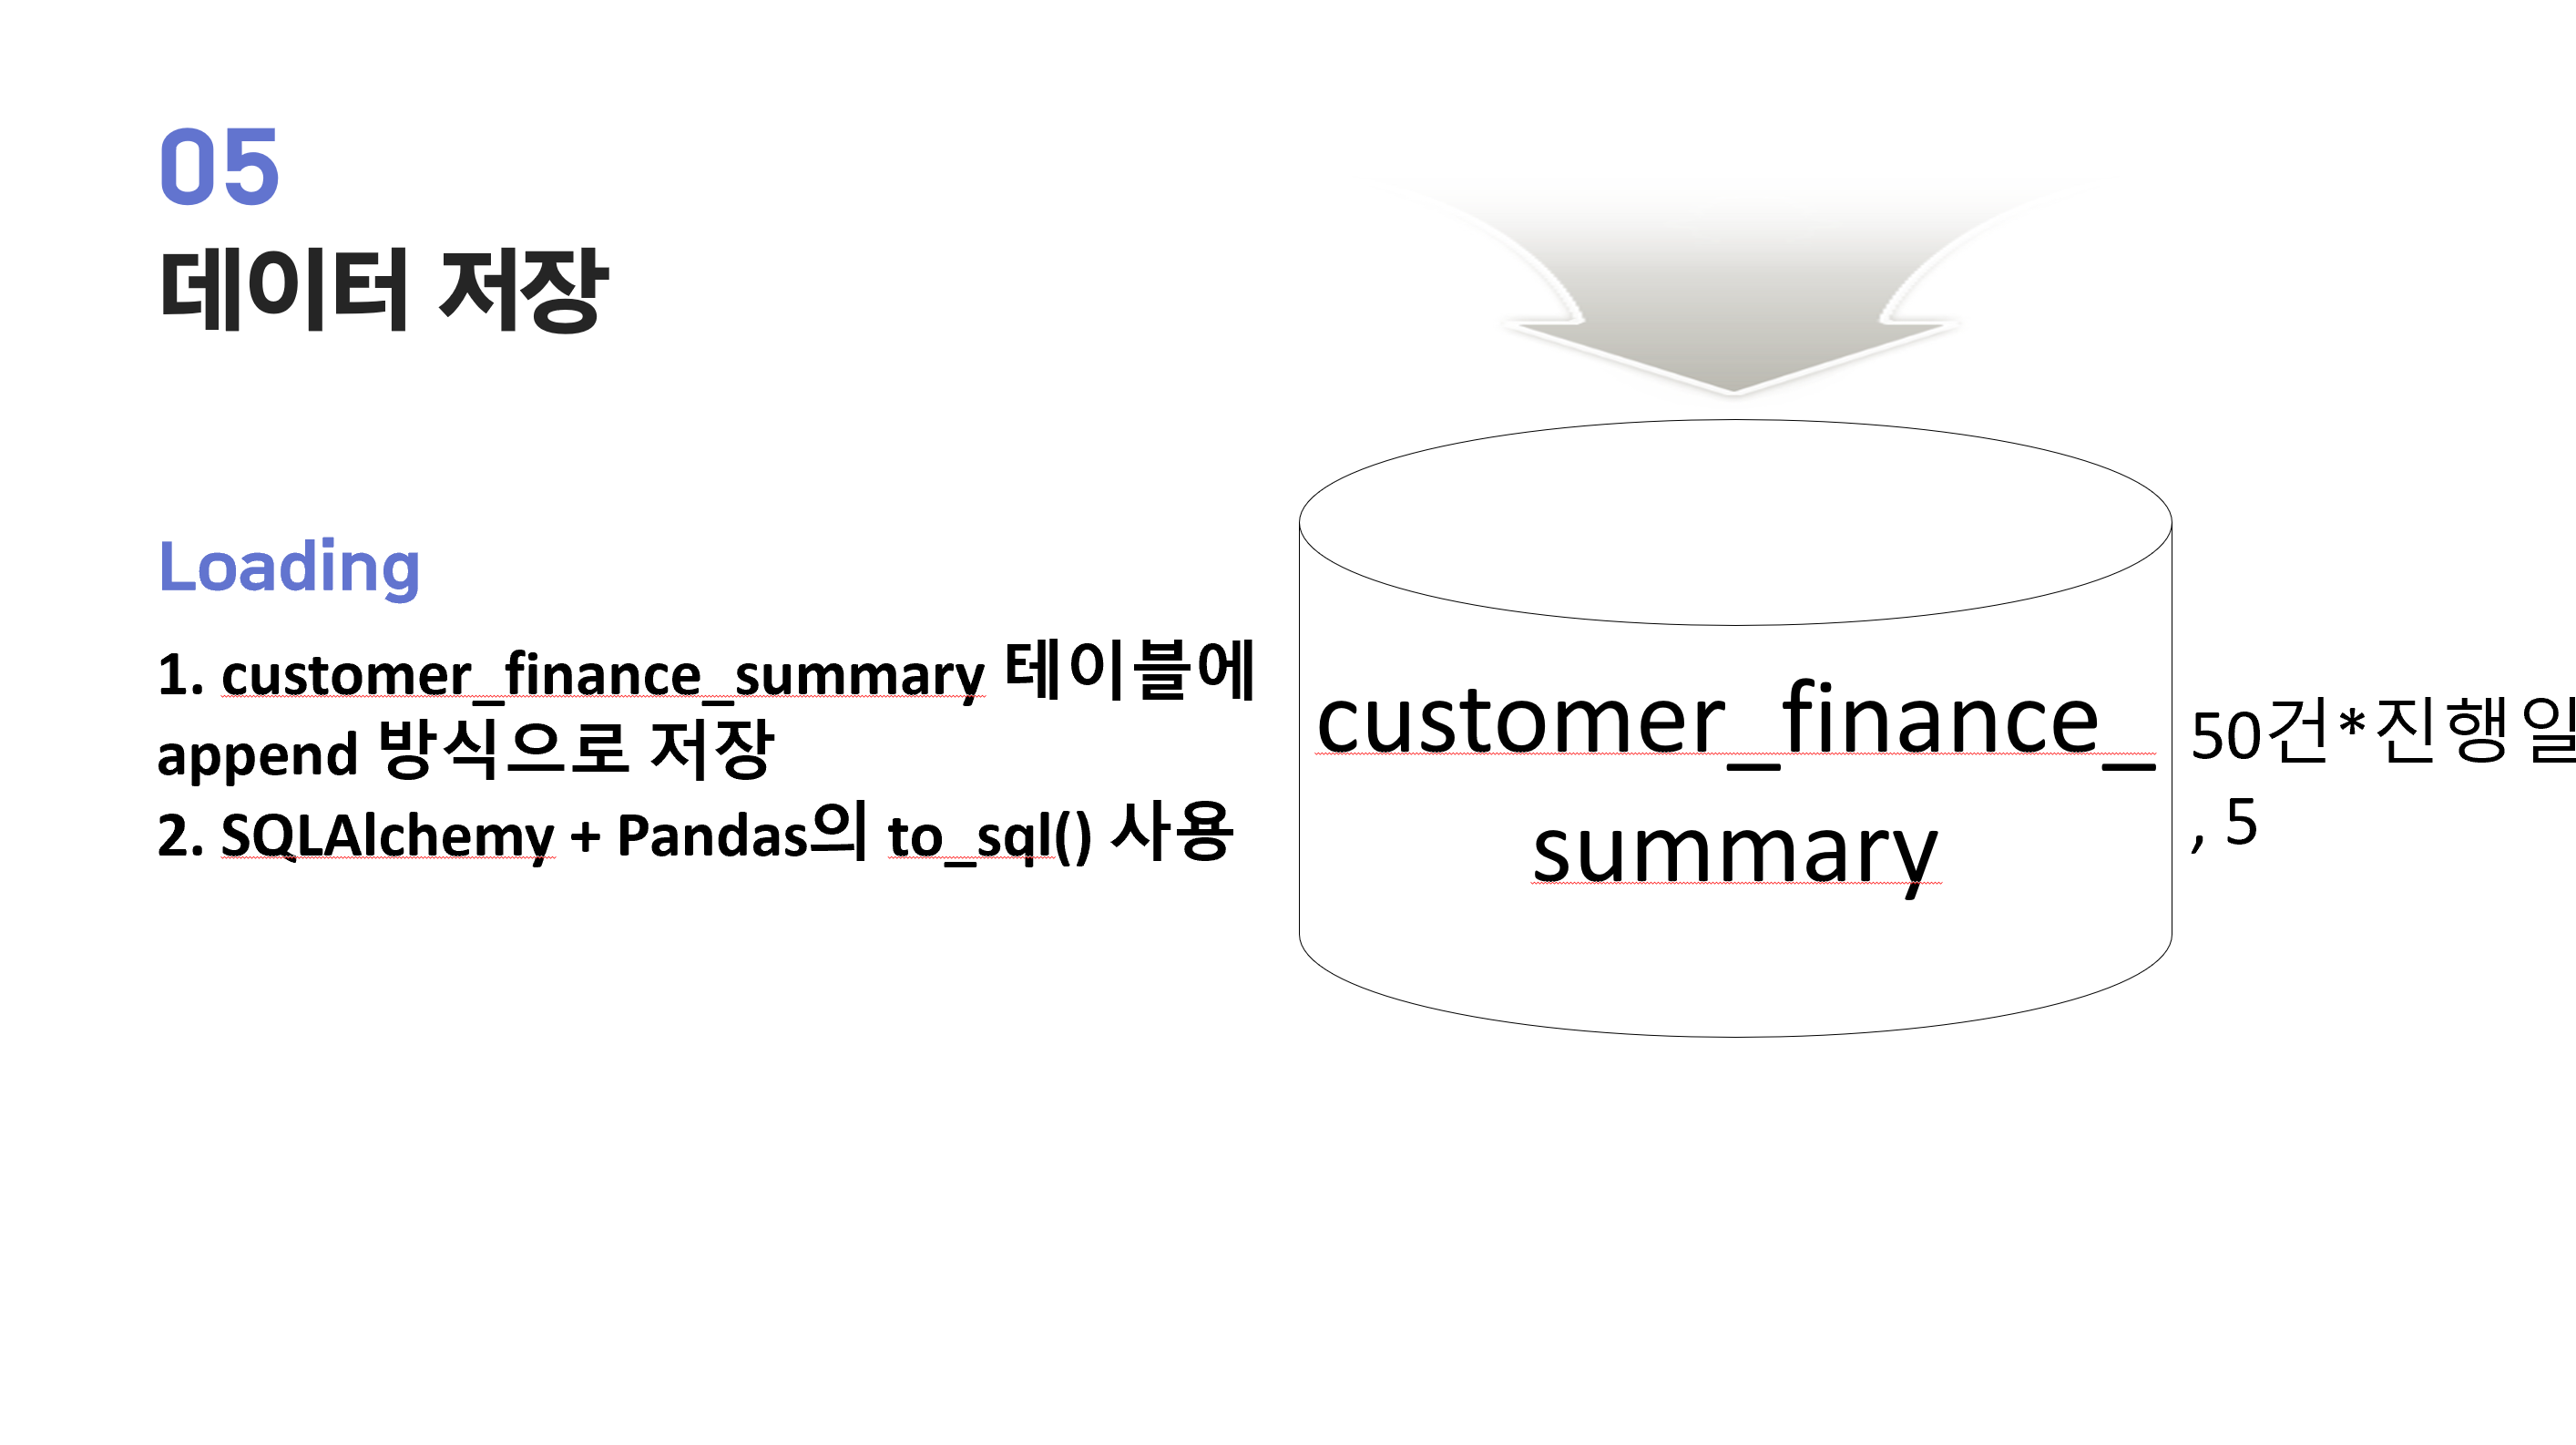 05
데이터 저장
Loading
1. customer_finance_summary 테이블에
append 방식으로 저장
2. SQLAlchemy + Pandas의 to_sql() 사용
customer_finance_
summary
50건*진행일
, 5